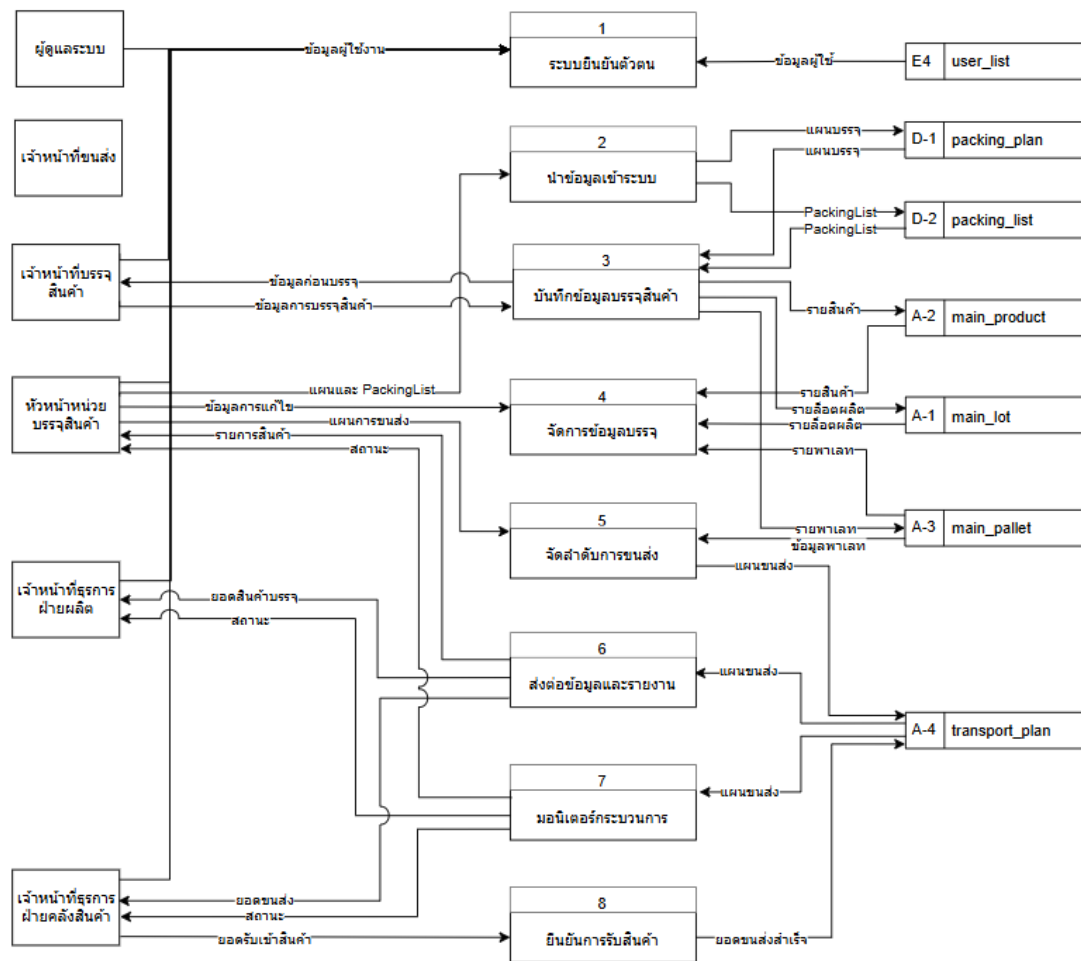 ผู้ดูแลระบบ
ข้อมูลผู้ใช้งาน
1
ระบบยืนยันตัวตน
ข้อมูลผู้ใช้
E4
user_list
เจ้าหน้าที่ขนส่ง
2
นำข้อมูลเข้าระบบ
แผนบรรจุ
D-1
packing_plan
แผนบรรจุ
PackingList
D-2
packing_list
PackingList
เจ้าหน้าที่บรรจุ
สินค้า
ข้อมูลก่อนบรรจุ
ข้อมูลการบรรจุสินค้า
3
บันทึกข้อมูลบรรจุสินค้า
รายสินค้า
A-2
main_product
หัวหน้าหน่วย
บรรจุสินค้า
แผนและ PackingList
ข้อมูลการแก้ไข
แผนการขนส่ง
รายการสินค้า
สถานะ
4
จัดการข้อมูลบรรจุ
รายสินค้า
รายล็อตผลิต
A-1
main_lot
รายล็อตผลิต
รายพาเลท
5
จัดลำดับการขนส่ง
รายพาเลท
A-3
main_pallet
ข้อมูลพาเลท
แผนขนส่ง
เจ้าหน้าที่ธุรการ
ฝ่ายผลิต
ยอดสินค้าบรรจุ
สถานะ
6
ส่งต่อข้อมูลและรายงาน
แผนขนส่ง
A-4
transport_plan
7
มอนิเตอร์กระบวนการ
แผนขนส่ง
เจ้าหน้าที่ธุรการ
ฝ่ายคลังสินค้า
ยอดขนส่ง
สถานะ
ยอดรับเข้าสินค้า
8
ยืนยันการรับสินค้า
ยอดขนส่งสำเร็จ